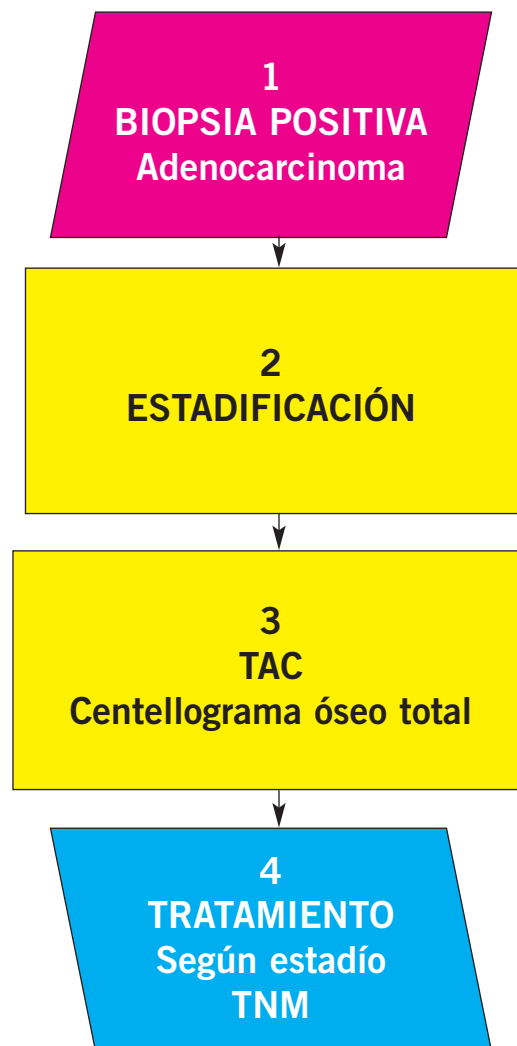 1
BIOPSIA POSITIVA
Adenocarcinoma
2
ESTADIFICACIÓN
3
TAC
Centellograma óseo total
4
TRATAMIENTO
Según estadío
TNM